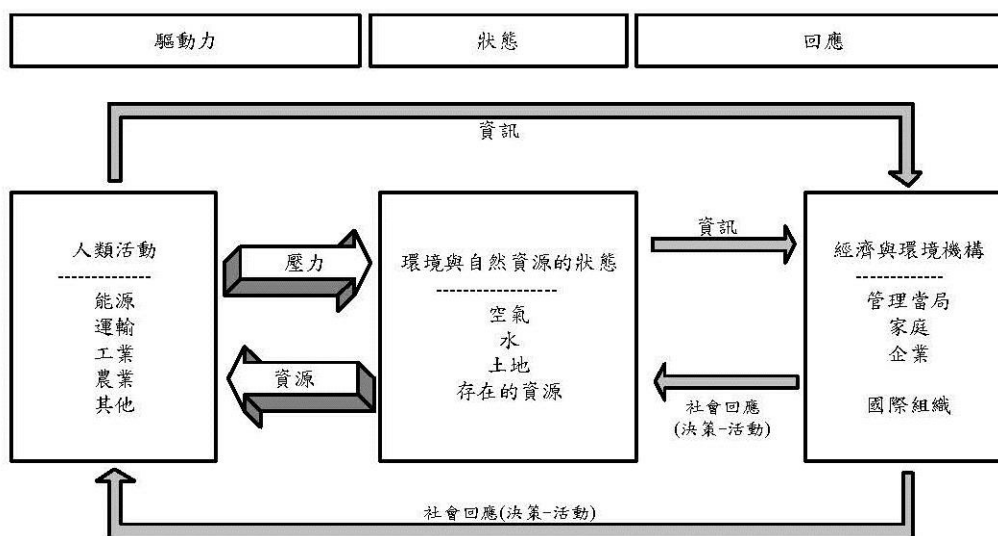 驅動力
狀態
回應
資訊
人類活動
能源
運輸
工業
農業
其他
壓力
資源
環境與自然資源的狀態
空氣
水
土地
存在的資源
資訊
社會回應
(決策-活動)
經濟與環境機構
管理當局
家庭
企業
國際組織
社會回應(決策-活動)